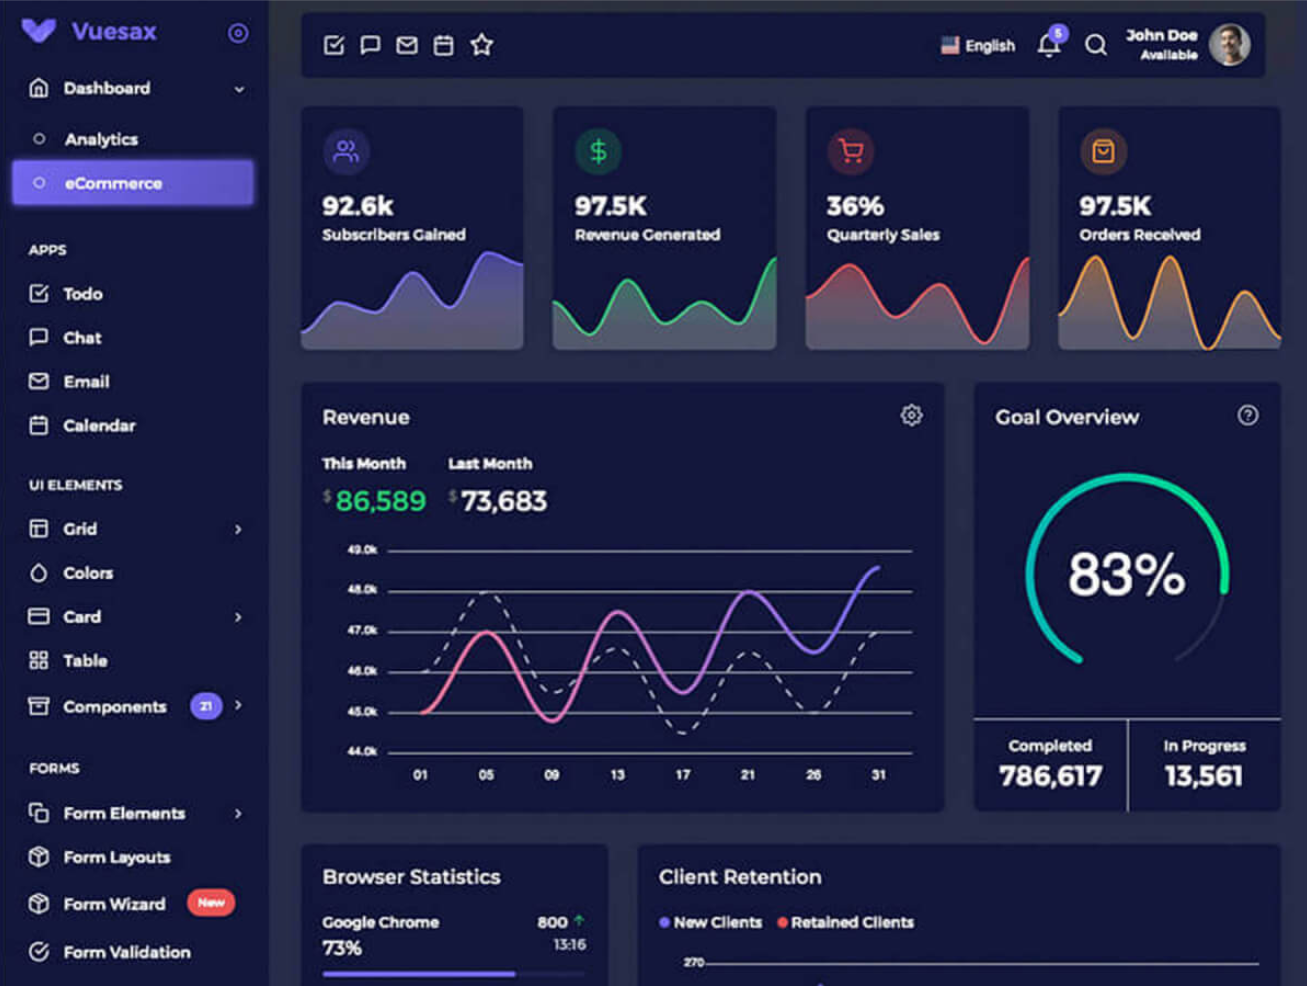 Vuesax
Dashboard
Analytics
eCommerce
APPS
Todo
Chat
Email
Calendar
UI ELEMENTS
Grid
Colors
Card
Table
Components 21
FORMS
Form Elements
Form Layouts
Form Wizard New
Form Validation
English
5
John Doe
Available
92.6k
Subscribers Gained
97.5K
Revenue Generated
36%
Quarterly Sales
97.5K
Orders Received
Revenue
This Month Last Month
$ 86,589 $ 73,683
49.0k
48.0k
47.0k
46.0k
45.0k
44.0k
01 05 09 13 17 21 26 31
Goal Overview
83%
Completed In Progress
786,617 13,561
Browser Statistics
Google Chrome 800
73% 13:16
Client Retention
New Clients Retained Clients
270